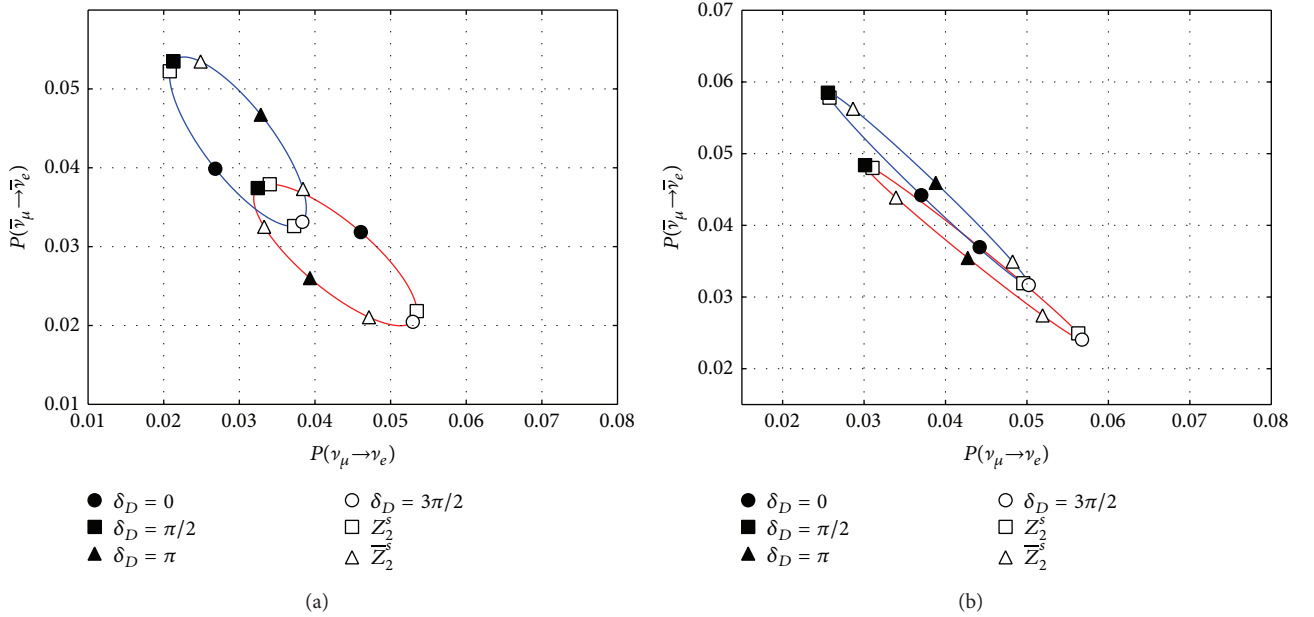 0.05
0.04
0.03
0.02
0.01
P(ν̄μ→ν̄e)
0.01 0.02 0.03 0.04 0.05 0.06 0.07 0.08
P(νμ→νe)
δD = 0
δD = π/2
δD = π
δD = 3π/2
Z₂ˢ
Z̄₂ˢ
(a)
0.07
0.06
0.05
0.04
0.03
0.02
P(ν̄μ→ν̄e)
0.02 0.03 0.04 0.05 0.06 0.07 0.08
P(νμ→νe)
δD = 0
δD = π/2
δD = π
δD = 3π/2
Z₂ˢ
Z̄₂ˢ
(b)